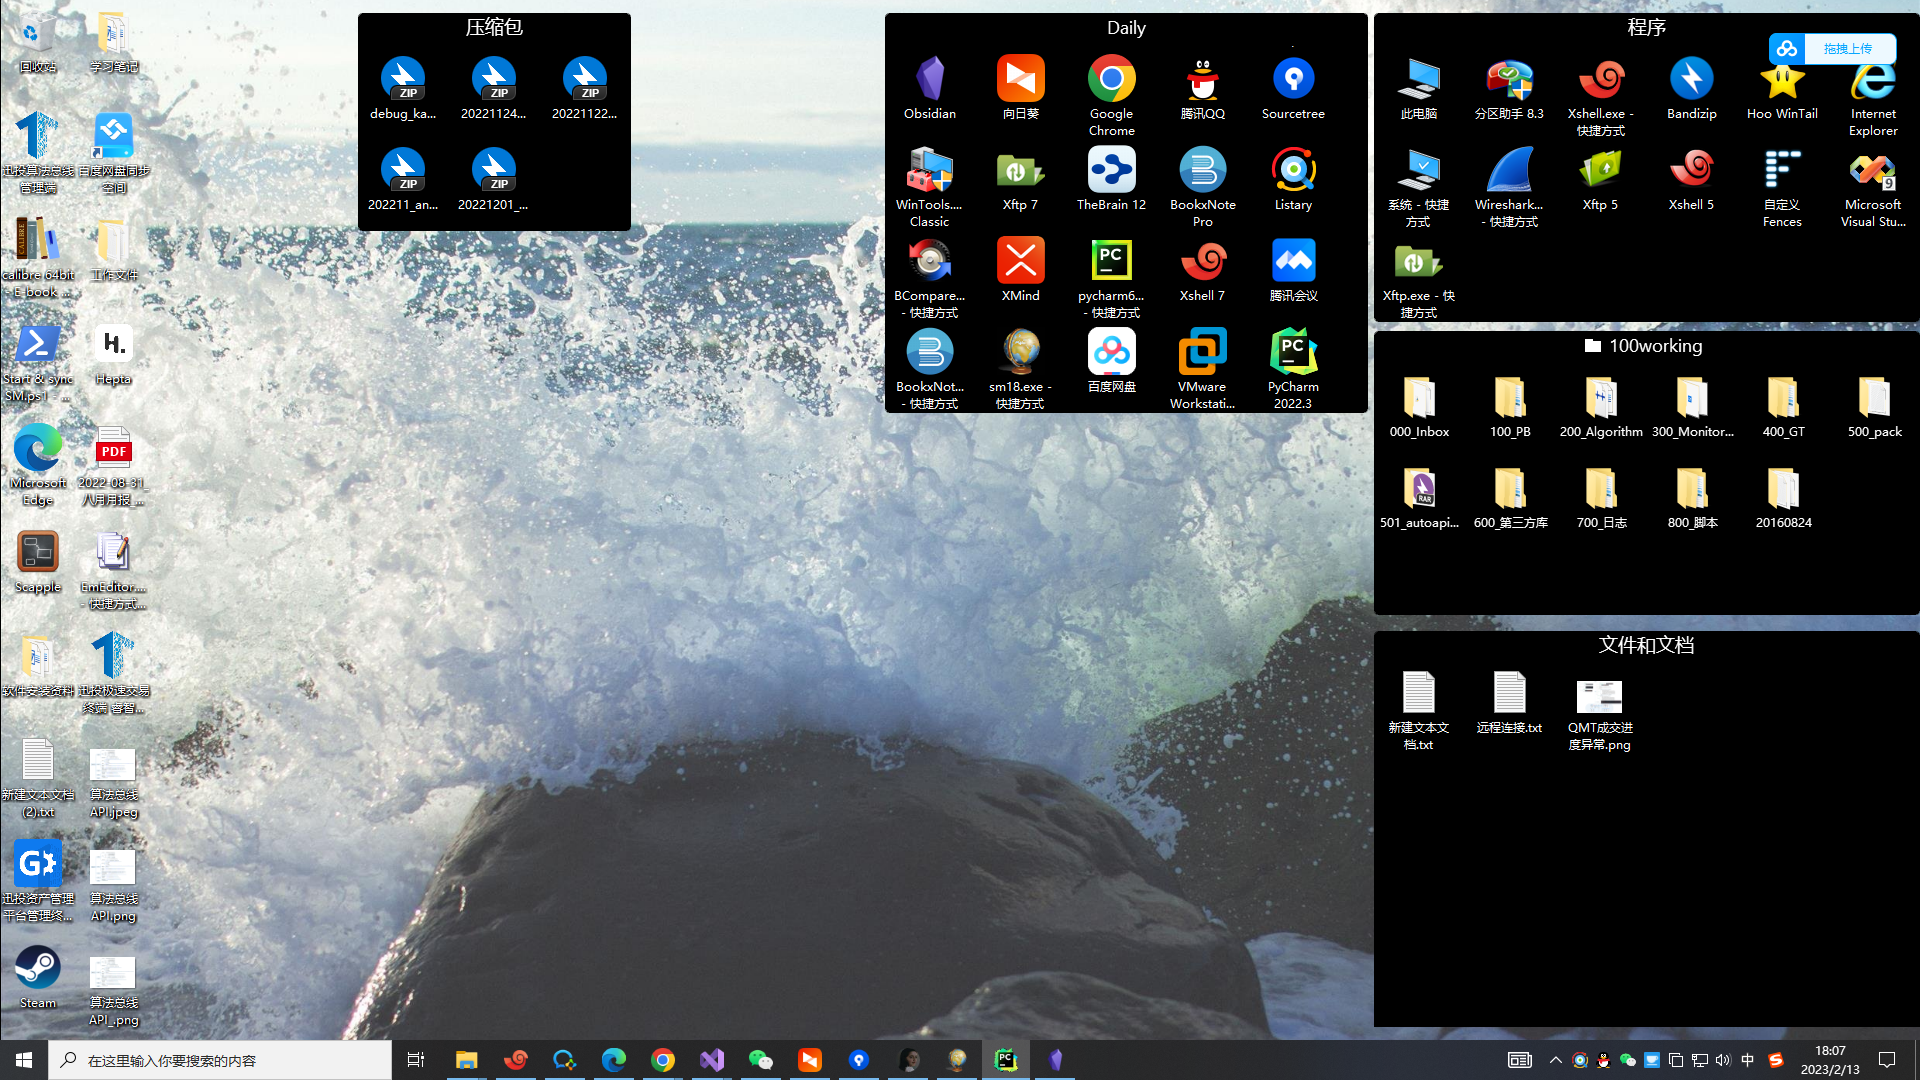 回收站
学习笔记
迅投算法总线
管理端
百度网盘同步
空间
calibre 64bit
- E-book ...
工作文件
Start & sync
SM.ps1 - ...
Hepta
Microsoft
Edge
PDF
2022-08-31_
八月月报_...
Scapple
EmEditor....
- 快捷方式...
软件安装资料
迅投极速交易
终端 睿智...
新建文本文档
(2).txt
算法总线
API.jpeg
迅投资产管理
平台管理终...
算法总线
API.png
Steam
算法总线
API_.png
压缩包
ZIP
ZIP
ZIP
debug_ka...
20221124...
20221122...
ZIP
ZIP
202211_an...
20221201_...
Daily
Obsidian
向日葵
Google
Chrome
腾讯QQ
Sourcetree
WinTools....
Classic
Xftp 7
TheBrain 12
BookxNote
Pro
Listary
BCompare...
- 快捷方式
XMind
PC
pycharm6...
- 快捷方式
Xshell 7
腾讯会议
BookxNot...
- 快捷方式
sm18.exe -
快捷方式
百度网盘
VMware
Workstati...
PC
PyCharm
2022.3
程序
拖拽上传
此电脑
分区助手 8.3
Xshell.exe -
快捷方式
Bandizip
Hoo WinTail
Internet
Explorer
系统 - 快捷
方式
Wireshark...
- 快捷方式
Xftp 5
Xshell 5
自定义
Fences
9
Microsoft
Visual Stu...
Xftp.exe - 快
捷方式
100working
000_Inbox
100_PB
200_Algorithm
300_Monitor...
400_GT
500_pack
RAR
501_autoapi...
600_第三方库
700_日志
800_脚本
20160824
文件和文档
新建文本文
档.txt
远程连接.txt
QMT成交进
度异常.png
在这里输入你要搜索的内容
中
18:07
2023/2/13